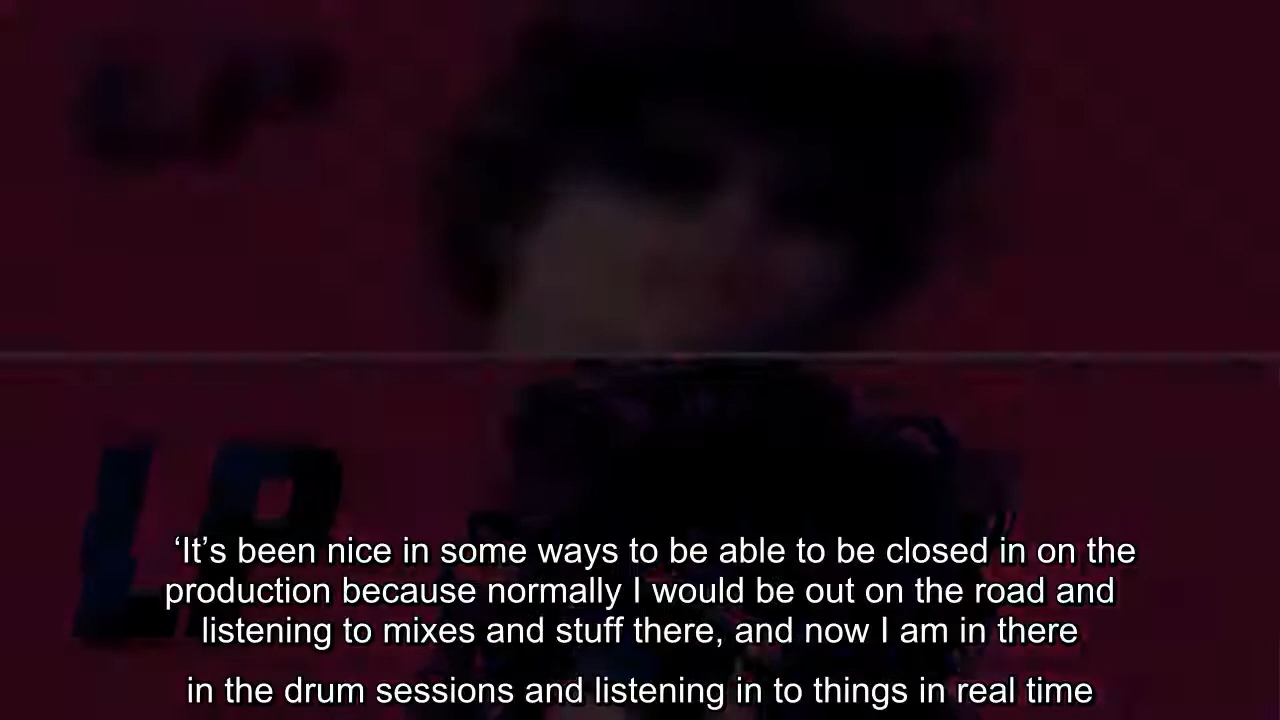 LP
LP
‘It’s been nice in some ways to be able to be closed in on the
production because normally I would be out on the road and
listening to mixes and stuff there, and now I am in there
in the drum sessions and listening in to things in real time